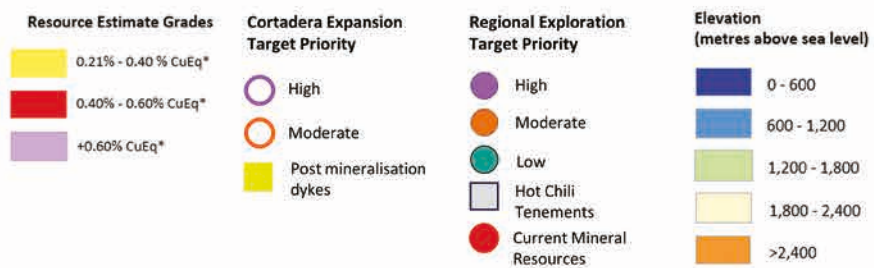 Resource Estimate Grades
0.21% - 0.40 % CuEq*
0.40% - 0.60% CuEq*
+0.60% CuEq*
Cortadera Expansion
Target Priority
High
Moderate
Post mineralisation
dykes
Regional Exploration
Target Priority
High
Moderate
Low
Hot Chili
Tenements
Current Mineral
Resources
Elevation
(metres above sea level)
0 - 600
600 - 1,200
1,200 - 1,800
1,800 - 2,400
>2,400